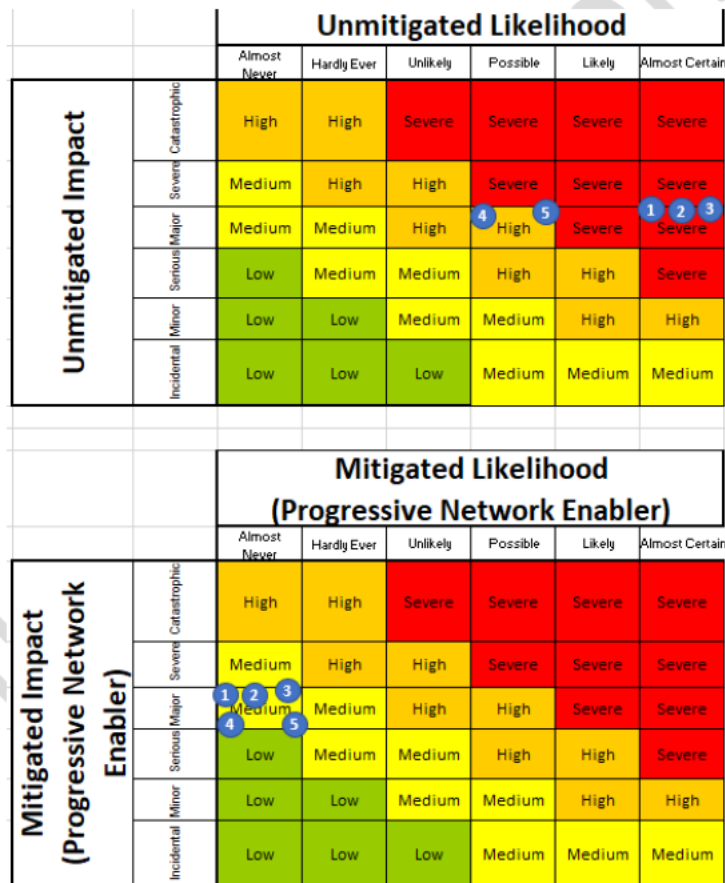 Unmitigated Likelihood
Almost Never Hardly Ever Unlikely Possible Likely Almost Certain
Unmitigated Impact
Catastrophic High High Severe Severe Severe Severe
Severe Medium High High Severe Severe Severe
4 5 1 2 3
Major Medium Medium High High Severe Severe
Serious Low Medium Medium High High Severe
Minor Low Low Medium Medium High High
Incidental Low Low Low Medium Medium Medium
Mitigated Likelihood
(Progressive Network Enabler)
Almost Never Hardly Ever Unlikely Possible Likely Almost Certain
Mitigated Impact
(Progressive Network
Enabler)
Catastrophic High High Severe Severe Severe Severe
Severe Medium High High Severe Severe Severe
1 2 3
Major Medium Medium High High Severe Severe
4 5
Serious Low Medium Medium High High Severe
Minor Low Low Medium Medium High High
Incidental Low Low Low Medium Medium Medium